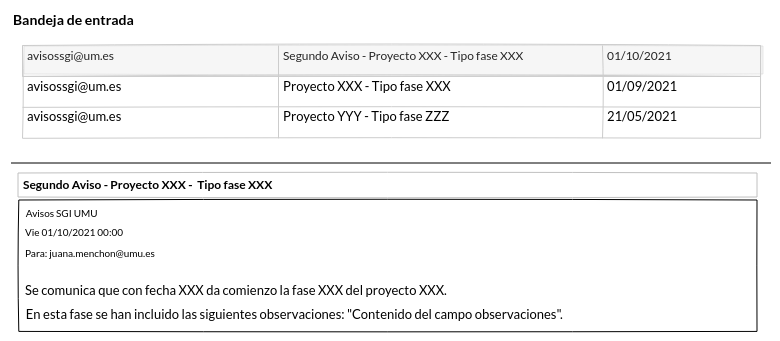 Bandeja de entrada
avisossgi@um.es Segundo Aviso - Proyecto XXX - Tipo fase XXX 01/10/2021
avisossgi@um.es Proyecto XXX - Tipo fase XXX 01/09/2021
avisossgi@um.es Proyecto YYY - Tipo fase ZZZ 21/05/2021
Segundo Aviso - Proyecto XXX - Tipo fase XXX
Avisos SGI UMU
Vie 01/10/2021 00:00
Para: juana.menchon@umu.es
Se comunica que con fecha XXX da comienzo la fase XXX del proyecto XXX.
En esta fase se han incluido las siguientes observaciones: "Contenido del campo observaciones".